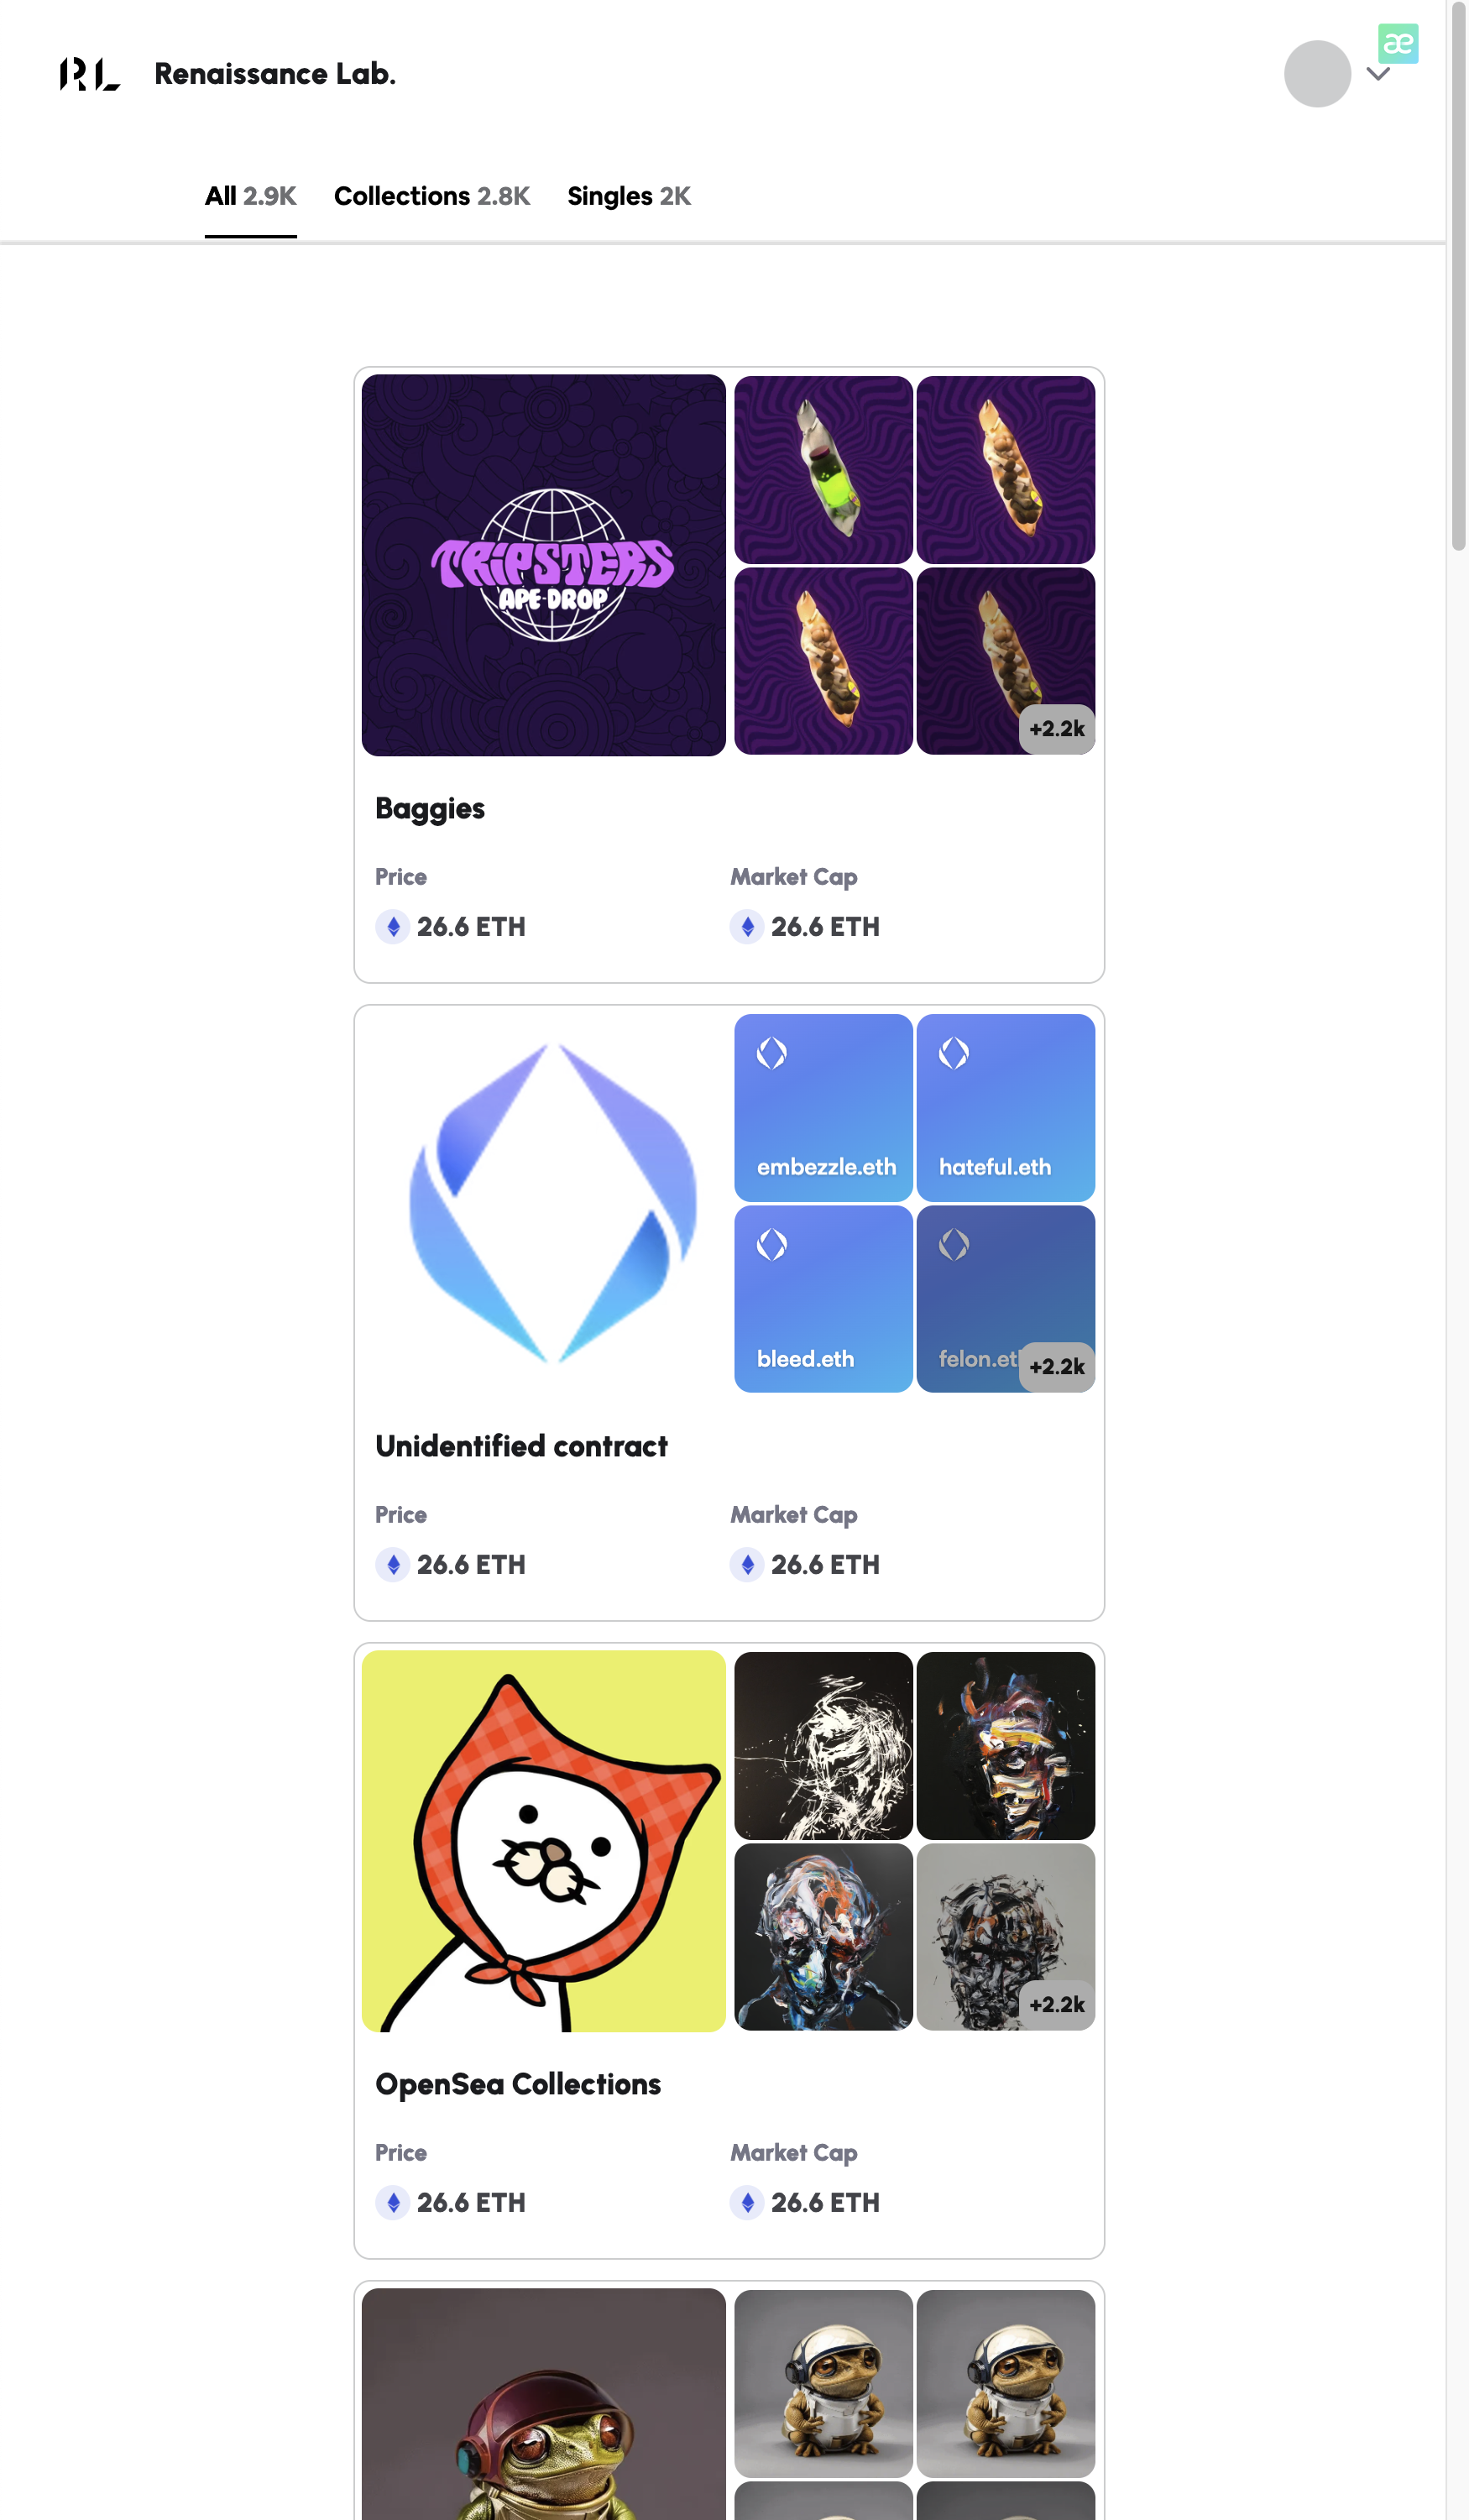 RL Renaissance Lab.
æ
All 2.9K Collections 2.8K Singles 2K
TRIPSTERS
APE-DROP
+2.2k
Baggies
Price Market Cap
26.6 ETH 26.6 ETH
embezzle.eth hateful.eth
bleed.eth felon.et
+2.2k
Unidentified contract
Price Market Cap
26.6 ETH 26.6 ETH
+2.2k
OpenSea Collections
Price Market Cap
26.6 ETH 26.6 ETH